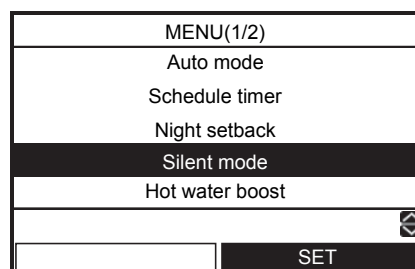 MENU(1/2)
Auto mode
Schedule timer
Night setback
Silent mode
Hot water boost
SET